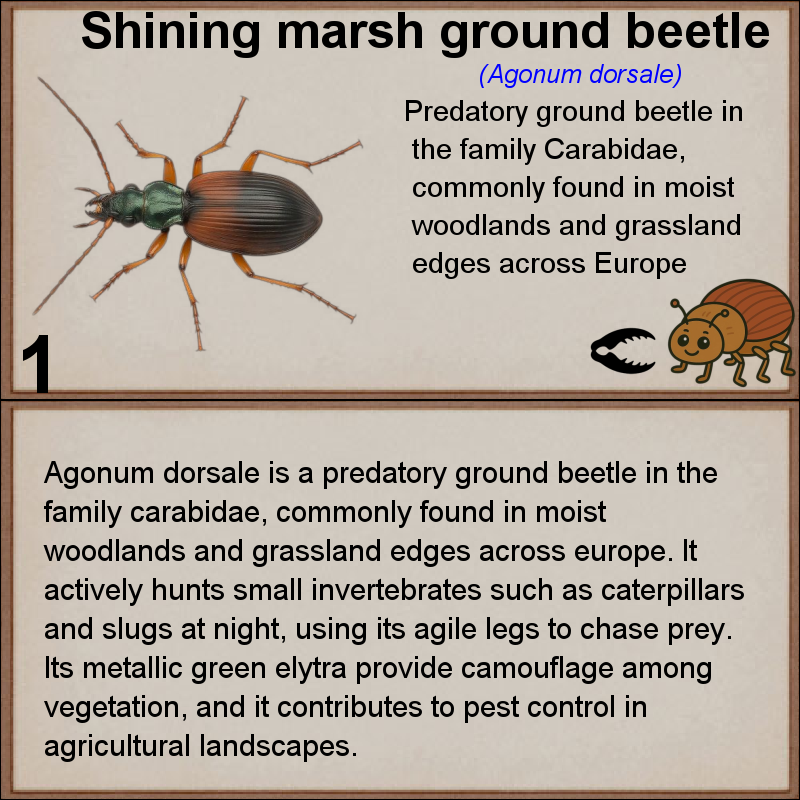 Shining marsh ground beetle
(Agonum dorsale)
Predatory ground beetle in
the family Carabidae,
commonly found in moist
woodlands and grassland
edges across Europe
1
Agonum dorsale is a predatory ground beetle in the
family carabidae, commonly found in moist
woodlands and grassland edges across europe. It
actively hunts small invertebrates such as caterpillars
and slugs at night, using its agile legs to chase prey.
Its metallic green elytra provide camouflage among
vegetation, and it contributes to pest control in
agricultural landscapes.